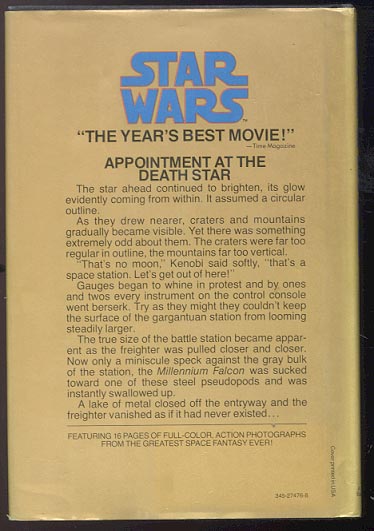 STAR
WARS™
"THE YEAR'S BEST MOVIE!"
—Time Magazine
APPOINTMENT AT THE
DEATH STAR
The star ahead continued to brighten, its glow
evidently coming from within. It assumed a circular
outline.
As they drew nearer, craters and mountains
gradually became visible. Yet there was something
extremely odd about them. The craters were far too
regular in outline, the mountains far too vertical.
"That's no moon," Kenobi said softly, "that's a
space station. Let's get out of here!"
Gauges began to whine in protest and by ones
and twos every instrument on the control console
went berserk. Try as they might they couldn't keep
the surface of the gargantuan station from looming
steadily larger.
The true size of the battle station became appar-
ent as the freighter was pulled closer and closer.
Now only a miniscule speck against the gray bulk
of the station, the Millennium Falcon was sucked
toward one of these steel pseudopods and was
instantly swallowed up.
A lake of metal closed off the entryway and the
freighter vanished as if it had never existed...
FEATURING 16 PAGES OF FULL-COLOR, ACTION PHOTOGRAPHS
FROM THE GREATEST SPACE FANTASY EVER!
Cover printed in USA
345-27476-8